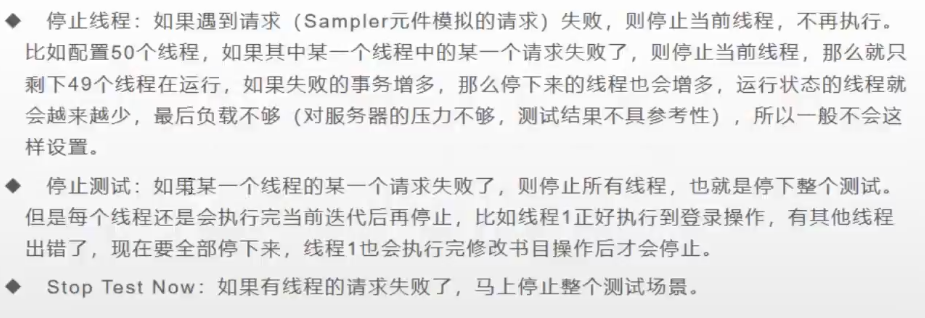 ◆ 停止线程：如果遇到请求（Sampler元件模拟的请求）失败，则停止当前线程，不再执行。
比如配置50个线程，如果其中某一个线程中的某一个请求失败了，则停止当前线程，那么就只
剩下49个线程在运行，如果失败的事务增多，那么停下来的线程也会增多，运行状态的线程就
会越来越少，最后负载不够（对服务器的压力不够，测试结果不具参考性），所以一般不会这
样设置。
◆ 停止测试：如果某一个线程的某一个请求失败了，则停止所有线程，也就是停下整个测试。
但是每个线程还是会执行完当前迭代后再停止，比如线程1正好执行到登录操作，有其他线程
出错了，现在要全部停下来，线程1也会执行完修改书目操作后才会停止。
◆ Stop Test Now：如果有线程的请求失败了，马上停止整个测试场景。